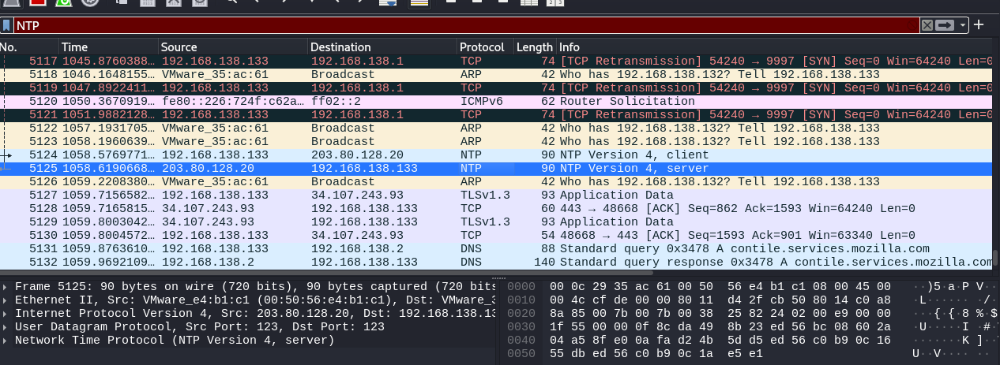 NTP
No. Time Source Destination Protocol Length Info
5117 1045.8760388… 192.168.138.133 192.168.138.1 TCP 74 [TCP Retransmission] 54240 → 9997 [SYN] Seq=0 Win=64240 Len=0
5118 1046.1648155… VMware_35:ac:61 Broadcast ARP 42 Who has 192.168.138.132? Tell 192.168.138.133
5119 1047.8922411… 192.168.138.133 192.168.138.1 TCP 74 [TCP Retransmission] 54240 → 9997 [SYN] Seq=0 Win=64240 Len=0
5120 1050.3670919… fe80::226:724f:c62a… ff02::2 ICMPv6 62 Router Solicitation
5121 1051.9882128… 192.168.138.133 192.168.138.1 TCP 74 [TCP Retransmission] 54240 → 9997 [SYN] Seq=0 Win=64240 Len=0
5122 1057.1931705… VMware_35:ac:61 Broadcast ARP 42 Who has 192.168.138.132? Tell 192.168.138.133
5123 1058.1960639… VMware_35:ac:61 Broadcast ARP 42 Who has 192.168.138.132? Tell 192.168.138.133
5124 1058.5769771… 192.168.138.133 203.80.128.20 NTP 90 NTP Version 4, client
5125 1058.6190668… 203.80.128.20 192.168.138.133 NTP 90 NTP Version 4, server
5126 1059.2208380… VMware_35:ac:61 Broadcast ARP 42 Who has 192.168.138.132? Tell 192.168.138.133
5127 1059.7156582… 192.168.138.133 34.107.243.93 TLSv1.3 93 Application Data
5128 1059.7165815… 34.107.243.93 192.168.138.133 TCP 60 443 → 48668 [ACK] Seq=862 Ack=1593 Win=64240 Len=0
5129 1059.8003042… 34.107.243.93 192.168.138.133 TLSv1.3 93 Application Data
5130 1059.8004572… 192.168.138.133 34.107.243.93 TCP 54 48668 → 443 [ACK] Seq=1593 Ack=901 Win=63340 Len=0
5131 1059.8763610… 192.168.138.133 192.168.138.2 DNS 88 Standard query 0x3478 A contile.services.mozilla.com
5132 1059.9692109… 192.168.138.2 192.168.138.133 DNS 140 Standard query response 0x3478 A contile.services.mozilla.com
Frame 5125: 90 bytes on wire (720 bits), 90 bytes captured (720 bits
Ethernet II, Src: VMware_e4:b1:c1 (00:50:56:e4:b1:c1), Dst: VMware_3
Internet Protocol Version 4, Src: 203.80.128.20, Dst: 192.168.138.13
User Datagram Protocol, Src Port: 123, Dst Port: 123
Network Time Protocol (NTP Version 4, server)
0000 00 0c 29 35 ac 61 00 50 56 e4 b1 c1 08 00 45 00 ··)5·a·P V··
0010 00 4c cf de 00 00 80 11 d4 2f cb 50 80 14 c0 a8 ·L······ ·/·
0020 8a 85 00 7b 00 7b 00 38 25 82 24 02 00 e9 00 00 ···{·{·8 %·$
0030 1f 55 00 00 0f 8c da 49 8b 23 ed 56 bc 08 60 2a ·U·····I ·#·
0040 04 a5 8f e0 0a fa d2 4b 5d d5 ed 56 c0 b9 0c 16 ·······K ]··
0050 55 db ed 56 c0 b9 0c 1a e5 e1 U··V···· ··